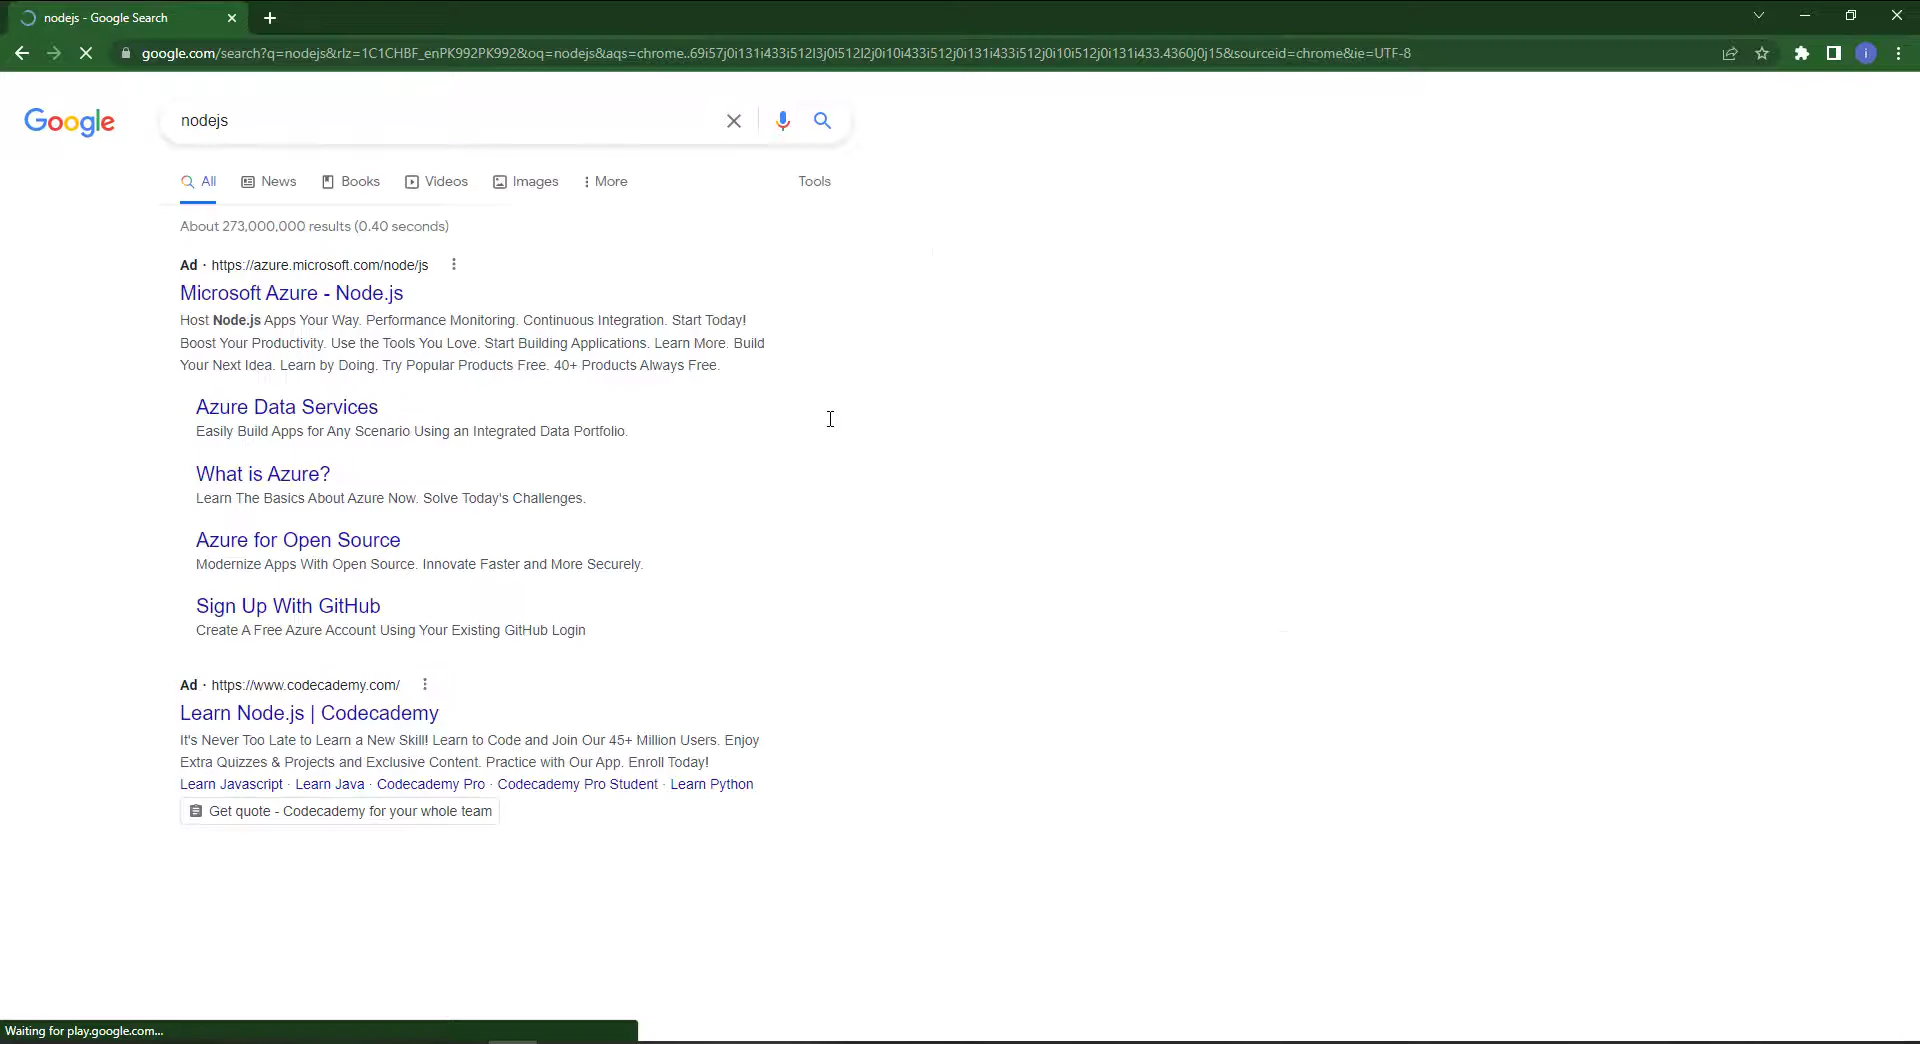 nodejs - Google Search
google.com/search?q=nodejs&rlz=1C1CHBF_enPK992PK992&oq=nodejs&aqs=chrome..69i57j0i131i433i512l3j0i512l2j0i10i433i512j0i131i433i512j0i10i512j0i131i433.4360j0j15&sourceid=chrome&ie=UTF-8
i
Google
nodejs
All News Books Videos Images More Tools
About 273,000,000 results (0.40 seconds)
Ad · https://azure.microsoft.com/node/js
Microsoft Azure - Node.js
Host Node.js Apps Your Way. Performance Monitoring. Continuous Integration. Start Today!
Boost Your Productivity. Use the Tools You Love. Start Building Applications. Learn More. Build
Your Next Idea. Learn by Doing. Try Popular Products Free. 40+ Products Always Free.
Azure Data Services
Easily Build Apps for Any Scenario Using an Integrated Data Portfolio.
What is Azure?
Learn The Basics About Azure Now. Solve Today's Challenges.
Azure for Open Source
Modernize Apps With Open Source. Innovate Faster and More Securely.
Sign Up With GitHub
Create A Free Azure Account Using Your Existing GitHub Login
Ad · https://www.codecademy.com/
Learn Node.js | Codecademy
It's Never Too Late to Learn a New Skill! Learn to Code and Join Our 45+ Million Users. Enjoy
Extra Quizzes & Projects and Exclusive Content. Practice with Our App. Enroll Today!
Learn Javascript · Learn Java · Codecademy Pro · Codecademy Pro Student · Learn Python
Get quote - Codecademy for your whole team
Waiting for play.google.com...